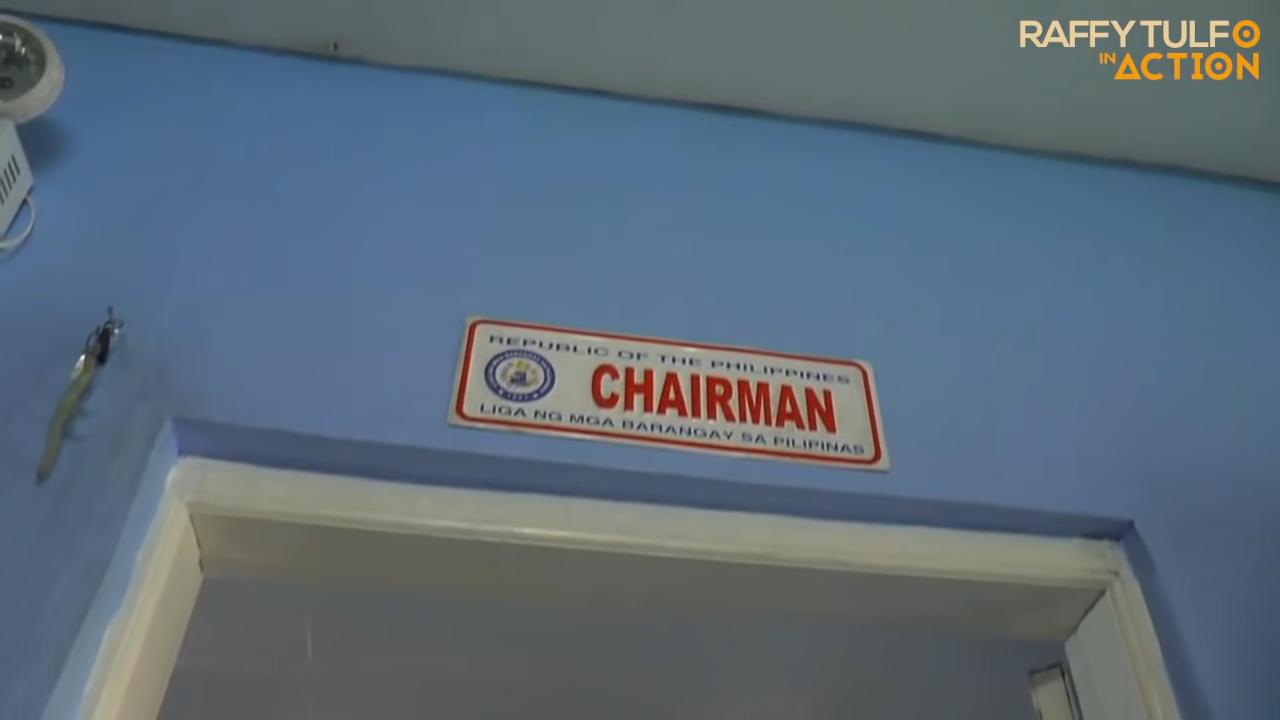 RAFFY TULFO
IN ACTION
REPUBLIC OF THE PHILIPPINES
CHAIRMAN
LIGA NG MGA BARANGAY SA PILIPINAS